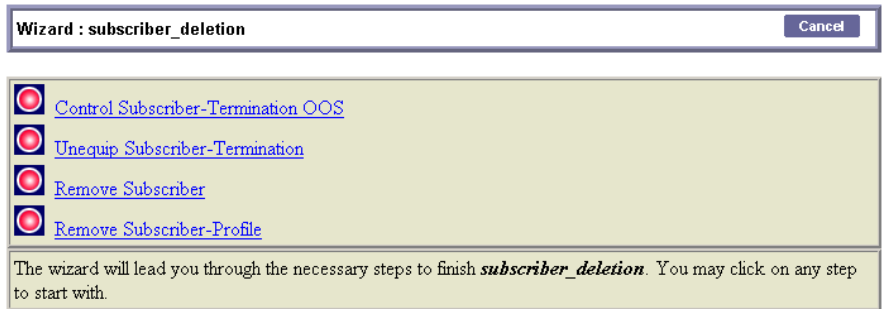 Wizard : subscriber_deletion
Cancel
Control Subscriber-Termination OOS
Unequip Subscriber-Termination
Remove Subscriber
Remove Subscriber-Profile
The wizard will lead you through the necessary steps to finish subscriber_deletion. You may click on any step
to start with.